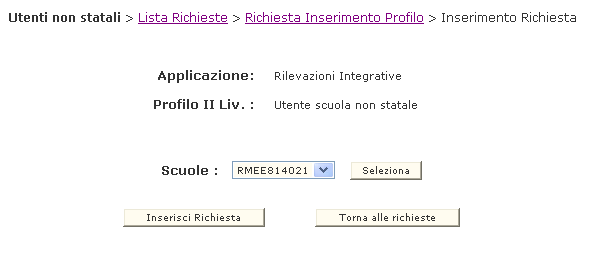 Utenti non statali > Lista Richieste > Richiesta Inserimento Profilo > Inserimento Richiesta
Applicazione: Rilevazioni Integrative
Profilo II Liv. : Utente scuola non statale
Scuole : RMEE814021 Seleziona
Inserisci Richiesta Torna alle richieste